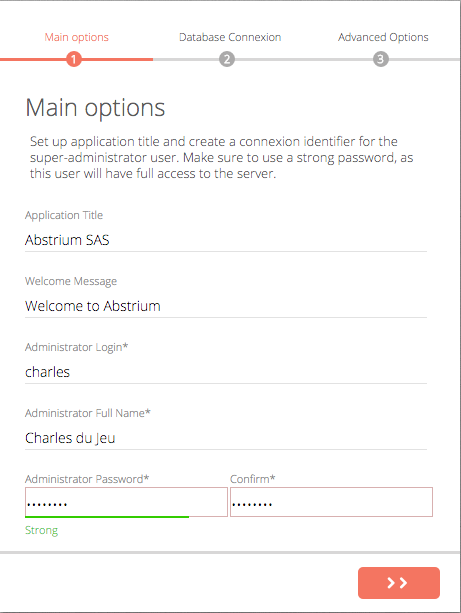 Main options Database Connexion Advanced Options
1 2 3
Main options
Set up application title and create a connexion identifier for the
super-administrator user. Make sure to use a strong password, as
this user will have full access to the server.
Application Title
Abstrium SAS
Welcome Message
Welcome to Abstrium
Administrator Login*
charles
Administrator Full Name*
Charles du Jeu
Administrator Password* Confirm*
•••••••• ••••••••
Strong
>>